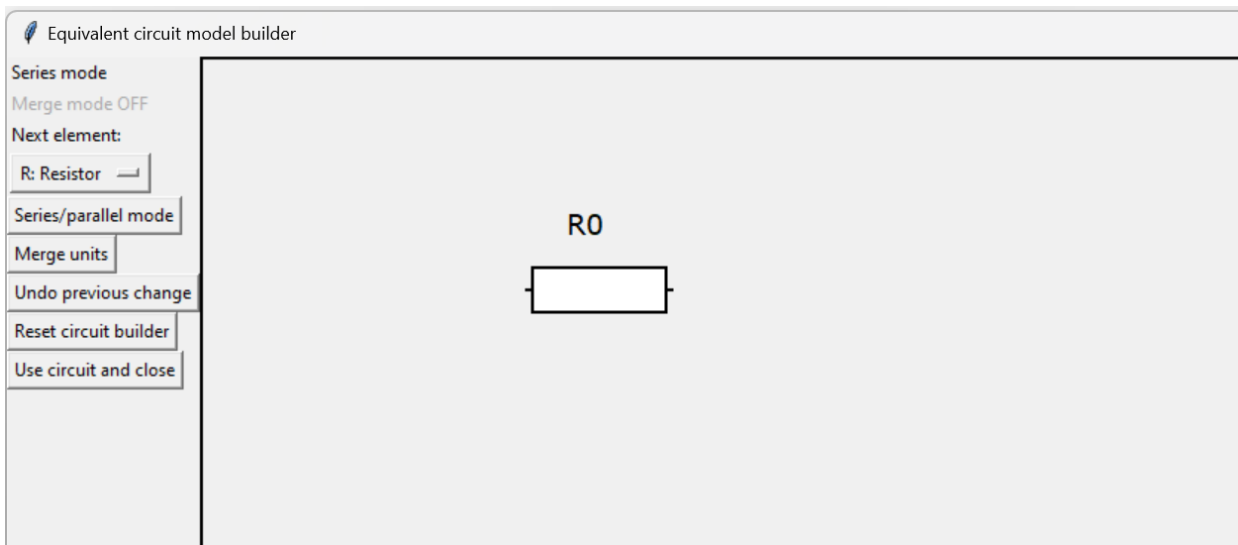 Equivalent circuit model builder
Series mode
Merge mode OFF
Next element:
R: Resistor
Series/parallel mode
Merge units
Undo previous change
Reset circuit builder
Use circuit and close
R0